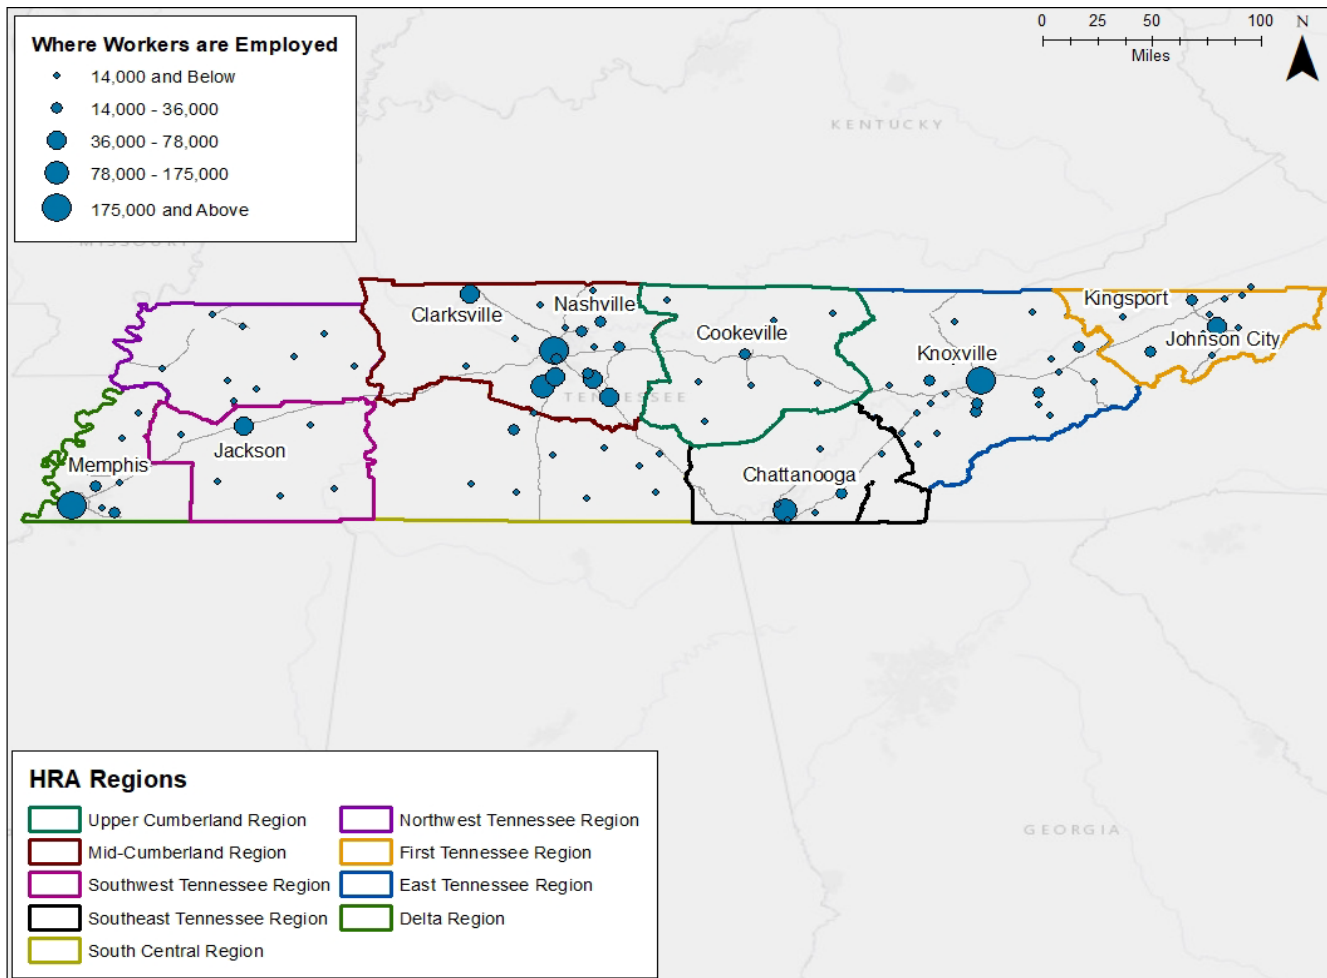 Where Workers are Employed
14,000 and Below
14,000 - 36,000
36,000 - 78,000
78,000 - 175,000
175,000 and Above
0 25 50 100
Miles
N
KENTUCKY
MISSOURI
Clarksville
Nashville
Cookeville
Knoxville
Kingsport
Johnson City
TENNESSEE
Memphis
Jackson
Chattanooga
GEORGIA
HRA Regions
Upper Cumberland Region
Mid-Cumberland Region
Southwest Tennessee Region
Southeast Tennessee Region
South Central Region
Northwest Tennessee Region
First Tennessee Region
East Tennessee Region
Delta Region